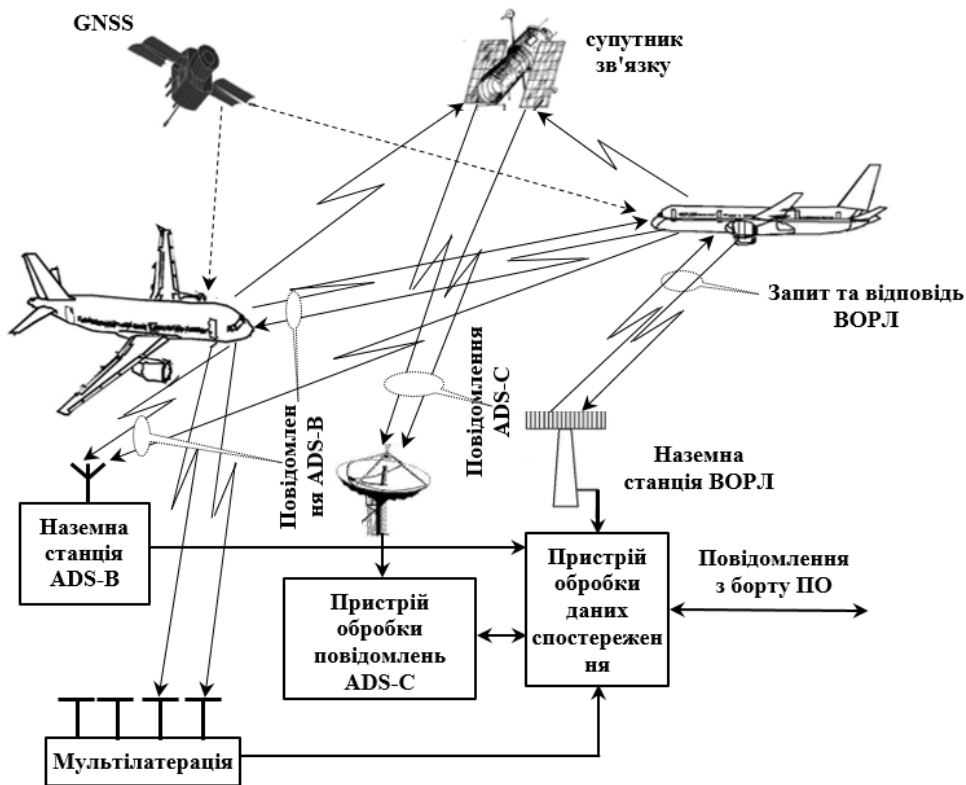 GNSS
супутник
зв'язку
Запит та відповідь
ВОРЛ
Повідомлен
ня ADS-B
Повідомлення
ADS-C
Наземна
станція ВОРЛ
Наземна
станція
ADS-B
Пристрій
обробки
повідомлень
ADS-C
Пристрій
обробки
даних
спостережен
ня
Повідомлення
з борту ПО
Мультілатерація